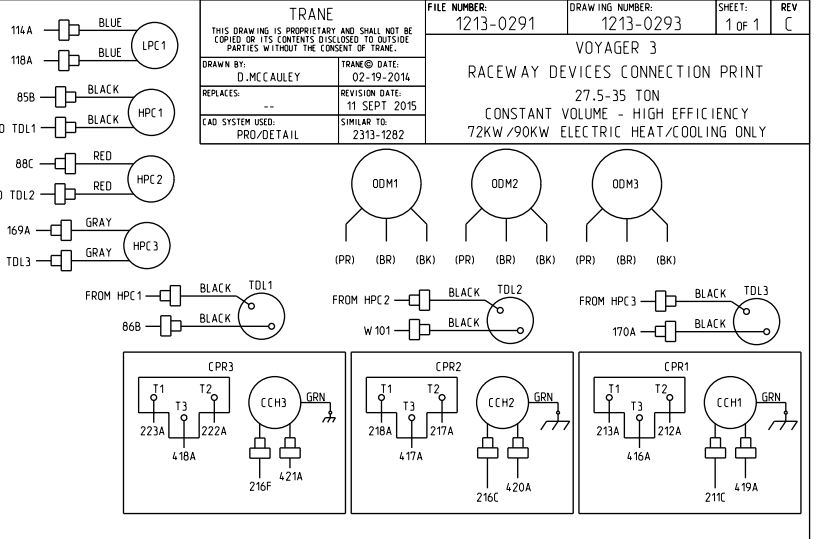 TRANE
THIS DRAWING IS PROPRIETARY AND SHALL NOT BE
COPIED OR ITS CONTENTS DISCLOSED TO OUTSIDE
PARTIES WITHOUT THE CONSENT OF TRANE.
DRAWN BY:
D.MCCAULEY
TRANE© DATE:
02-19-2014
REPLACES:
--
REVISION DATE:
11 SEPT 2015
CAD SYSTEM USED:
PRO/DETAIL
SIMILAR TO:
2313-1282
FILE NUMBER:
1213-0291
DRAWING NUMBER:
1213-0293
SHEET:
1 OF 1
REV
C
VOYAGER 3
RACEWAY DEVICES CONNECTION PRINT
27.5-35 TON
CONSTANT VOLUME - HIGH EFFICIENCY
72KW/90KW ELECTRIC HEAT/COOLING ONLY
114A BLUE
LPC1
118A BLUE
85B BLACK
HPC1
O TDL1 BLACK
88C RED
HPC2
O TDL2 RED
169A GRAY
HPC3
TDL3 GRAY
ODM1
(PR) (BR) (BK)
ODM2
(PR) (BR) (BK)
ODM3
(PR) (BR) (BK)
FROM HPC1 BLACK TDL1
86B BLACK
FROM HPC2 BLACK TDL2
W101 BLACK
FROM HPC3 BLACK TDL3
170A BLACK
CPR3
T1 T2
T3
223A 222A
418A
CCH3 GRN
216F 421A
CPR2
T1 T2
T3
218A 217A
417A
CCH2 GRN
216C 420A
CPR1
T1 T2
T3
213A 212A
416A
CCH1 GRN
211C 419A